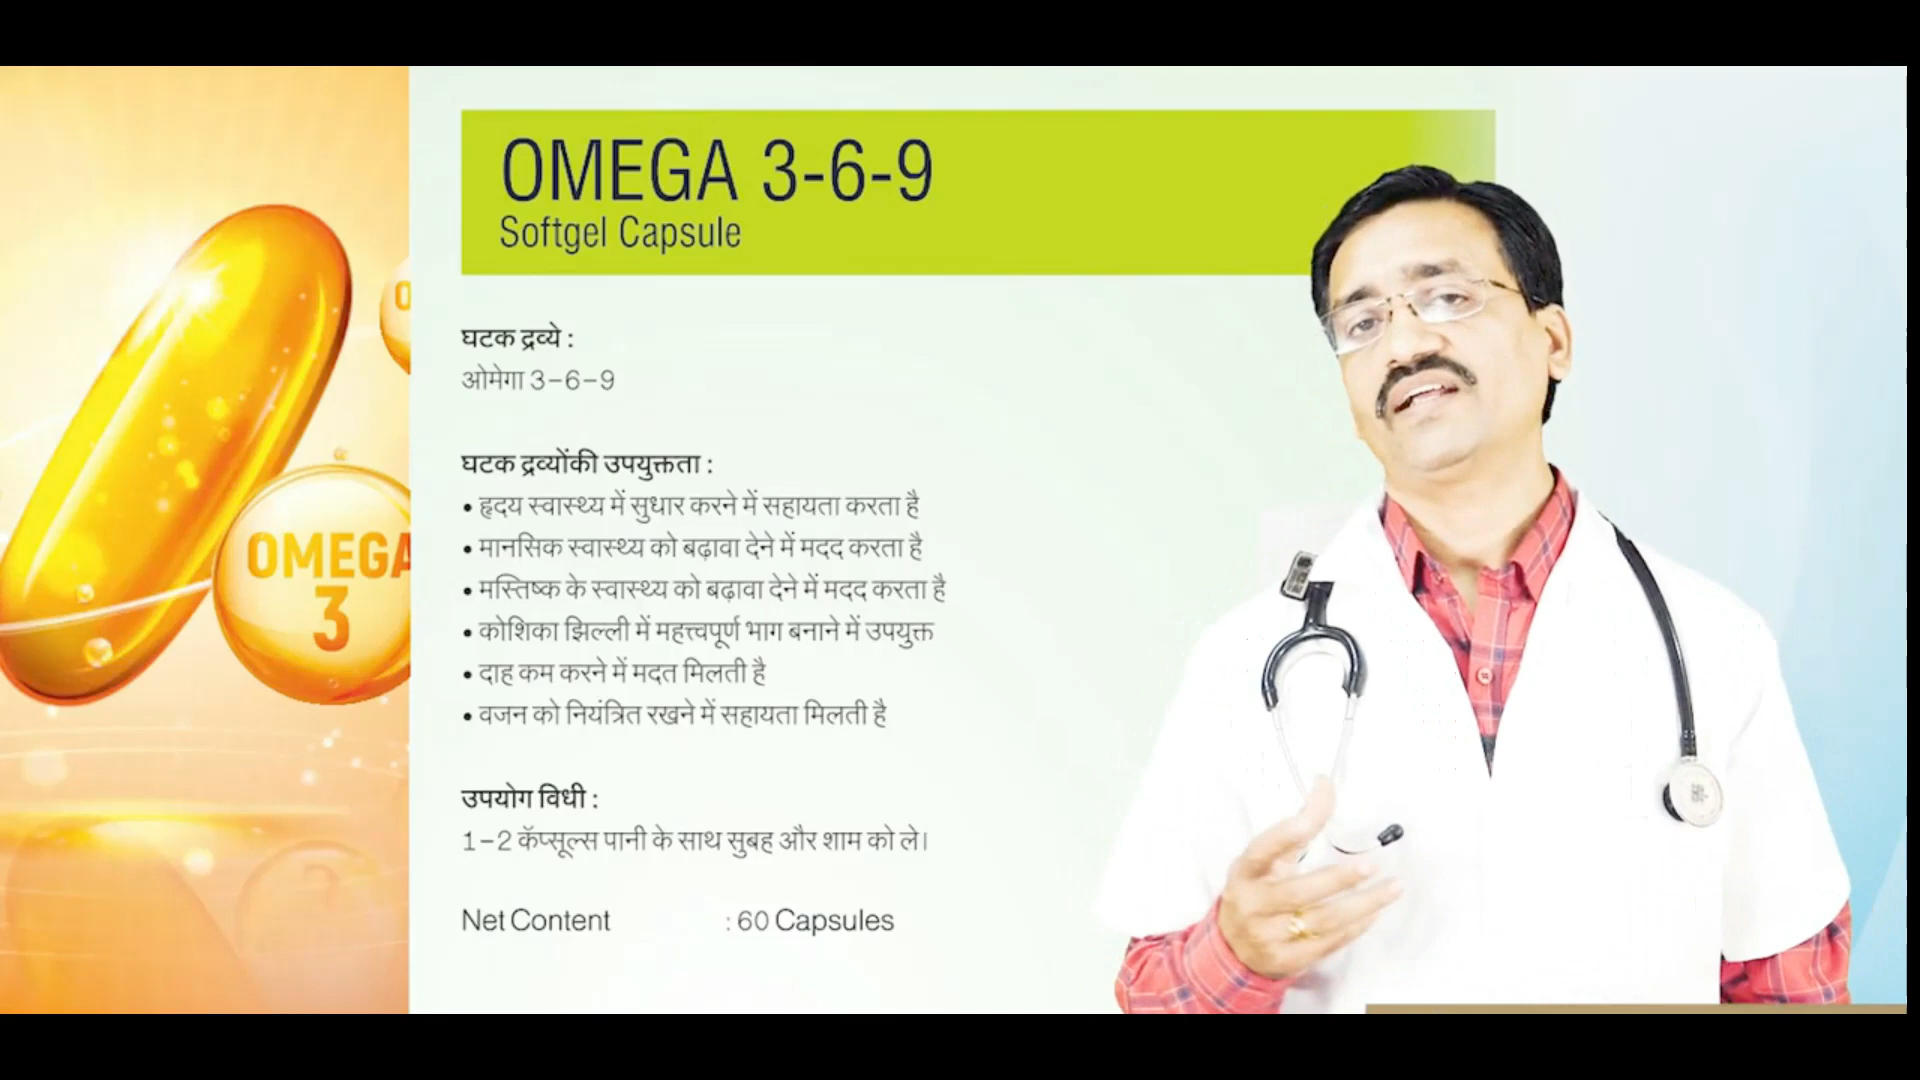 OMEGA 3-6-9
Softgel Capsule
घटक द्रव्ये :
ओमेगा 3-6-9
घटक द्रव्योंकी उपयुक्तता :
• हृदय स्वास्थ्य में सुधार करने में सहायता करता है
• मानसिक स्वास्थ्य को बढ़ावा देने में मदद करता है
• मस्तिष्क के स्वास्थ्य को बढ़ावा देने में मदद करता है
• कोशिका झिल्ली में महत्त्वपूर्ण भाग बनाने में उपयुक्त
• दाह कम करने में मदत मिलती है
• वजन को नियंत्रित रखने में सहायता मिलती है
उपयोग विधी :
1-2 कॅप्सूल्स पानी के साथ सुबह और शाम को ले।
Net Content : 60 Capsules
OMEGA
3